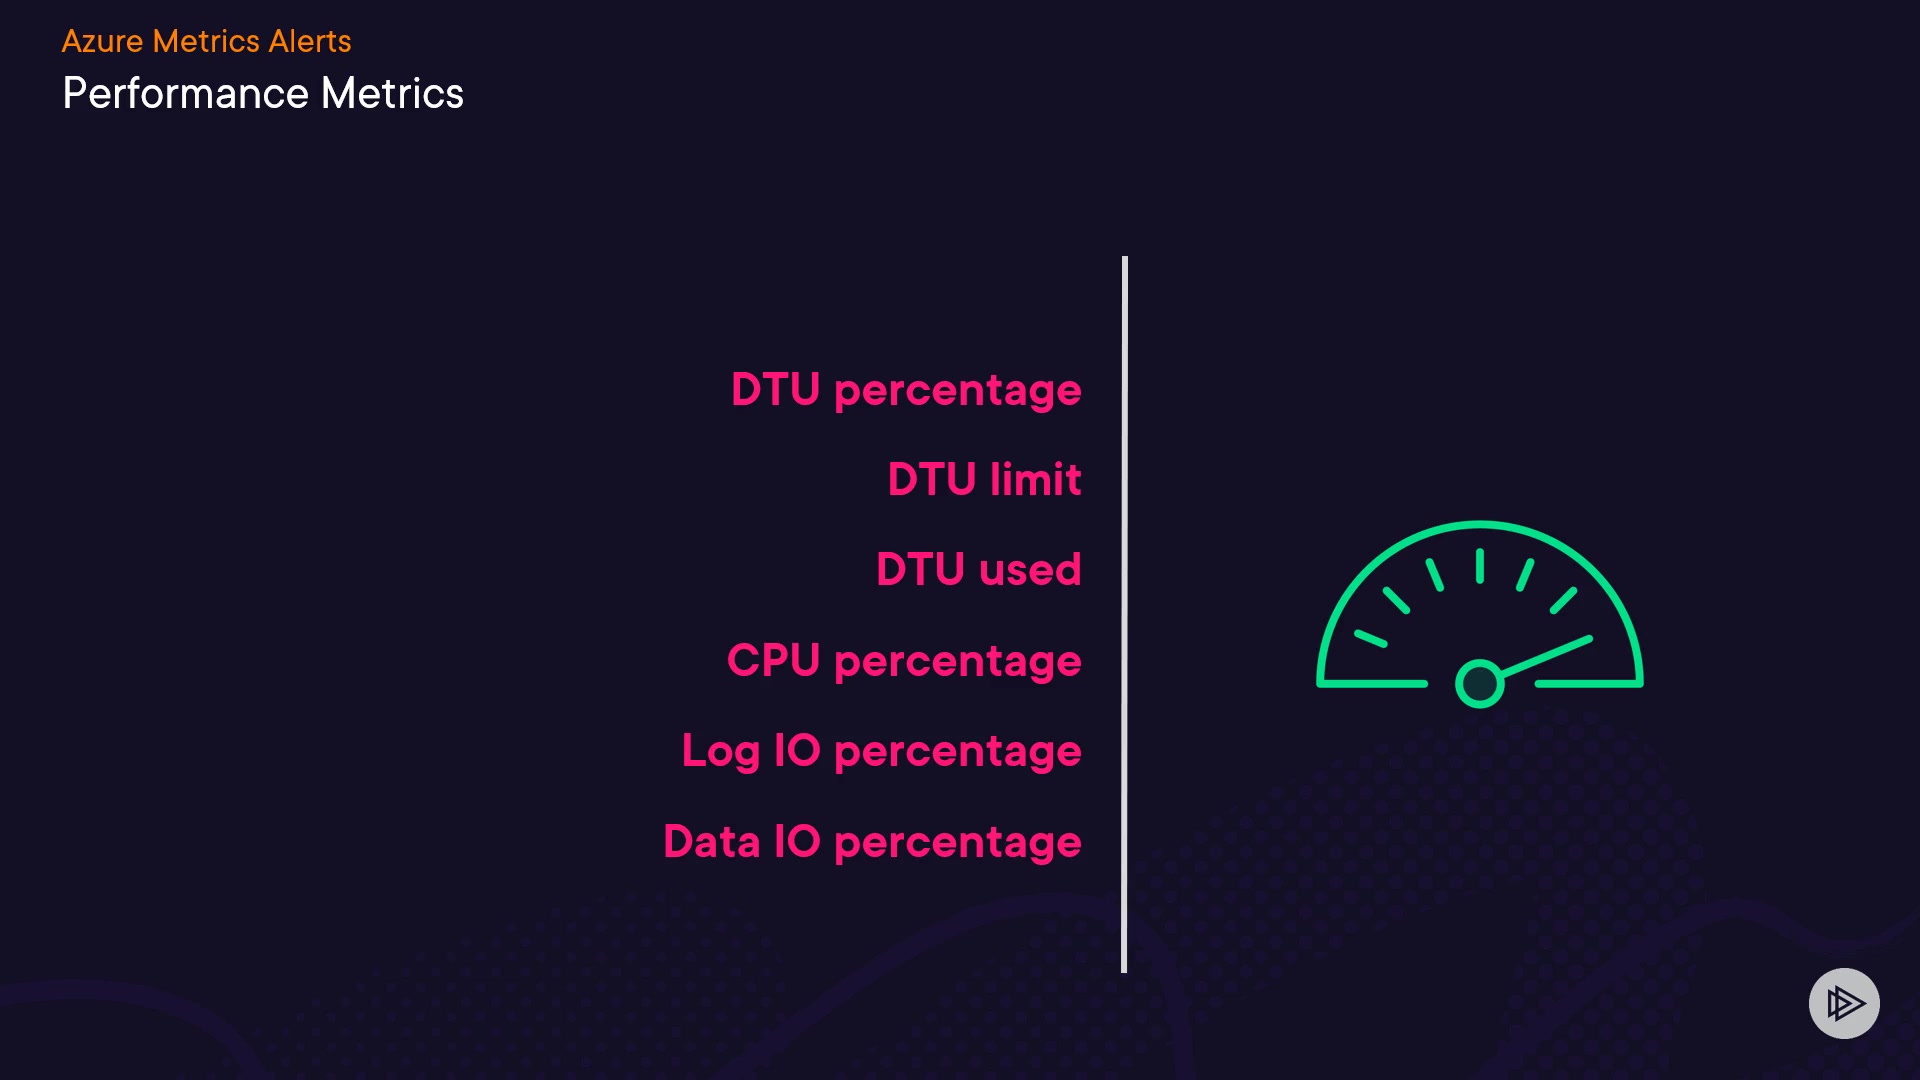 Azure Metrics Alerts
Performance Metrics
DTU percentage
DTU limit
DTU used
CPU percentage
Log IO percentage
Data IO percentage